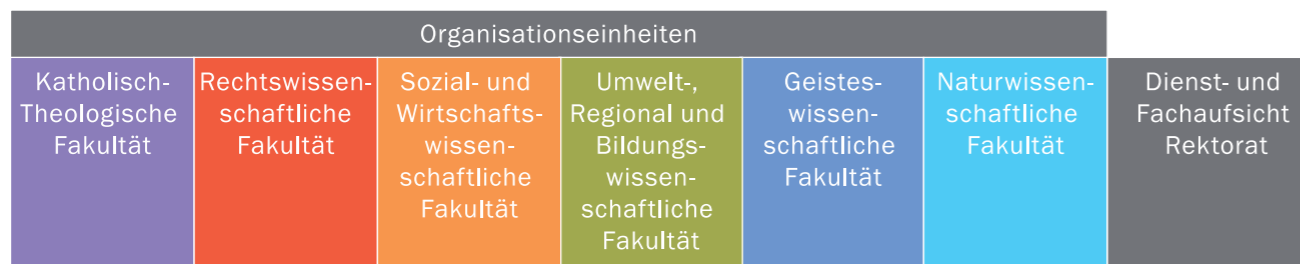 Organisationseinheiten
Katholisch-
Theologische
Fakultät
Rechtswissen-
schaftliche
Fakultät
Sozial- und
Wirtschafts-
wissen-
schaftliche
Fakultät
Umwelt-,
Regional und
Bildungs-
wissen-
schaftliche
Fakultät
Geistes-
wissen-
schaftliche
Fakultät
Naturwissen-
schaftliche
Fakultät
Dienst- und
Fachaufsicht
Rektorat